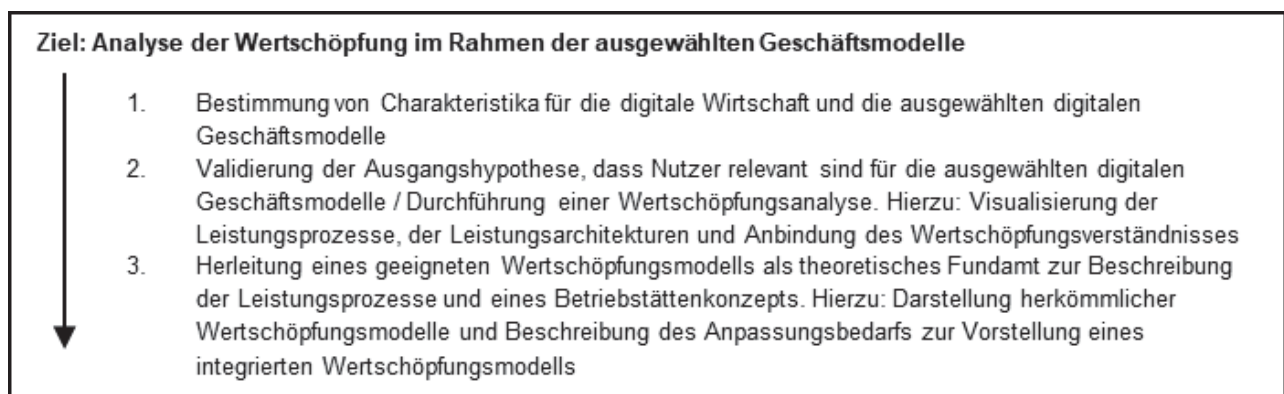 Ziel: Analyse der Wertschöpfung im Rahmen der ausgewählten Geschäftsmodelle
1. Bestimmung von Charakteristika für die digitale Wirtschaft und die ausgewählten digitalen
Geschäftsmodelle
2. Validierung der Ausgangshypothese, dass Nutzer relevant sind für die ausgewählten digitalen
Geschäftsmodelle / Durchführung einer Wertschöpfungsanalyse. Hierzu: Visualisierung der
Leistungsprozesse, der Leistungsarchitekturen und Anbindung des Wertschöpfungsverständnisses
3. Herleitung eines geeigneten Wertschöpfungsmodells als theoretisches Fundamt zur Beschreibung
der Leistungsprozesse und eines Betriebstättenkonzepts. Hierzu: Darstellung herkömmlicher
Wertschöpfungsmodelle und Beschreibung des Anpassungsbedarfs zur Vorstellung eines
integrierten Wertschöpfungsmodells